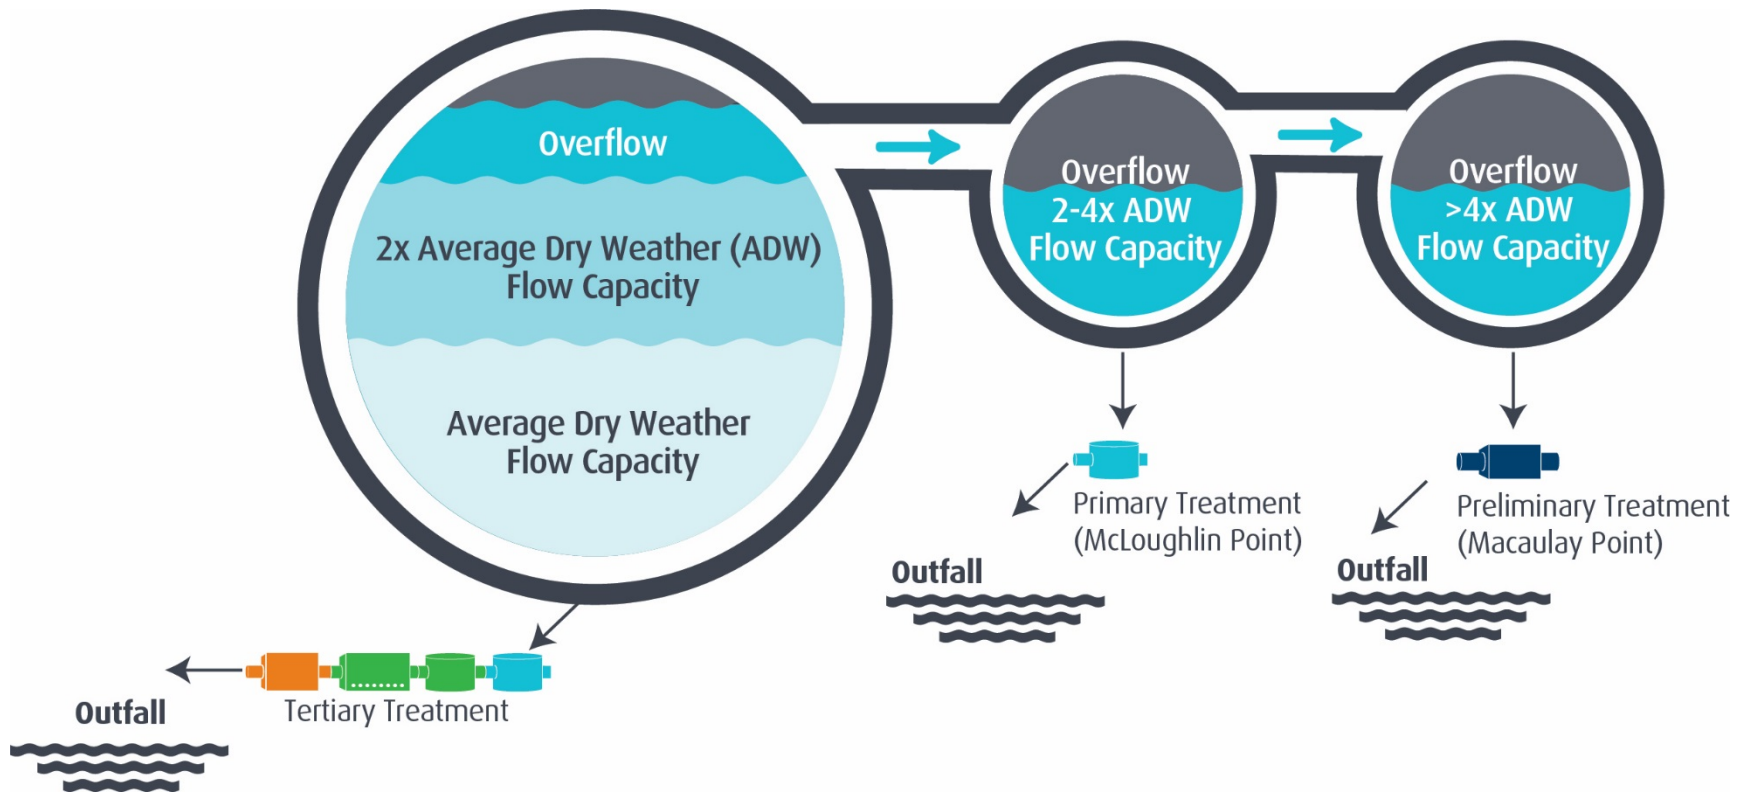 Overflow
2x Average Dry Weather (ADW)
Flow Capacity
Average Dry Weather
Flow Capacity
Overflow
2-4x ADW
Flow Capacity
Overflow
>4x ADW
Flow Capacity
Primary Treatment
(McLoughlin Point)
Outfall
Preliminary Treatment
(Macaulay Point)
Outfall
Tertiary Treatment
Outfall